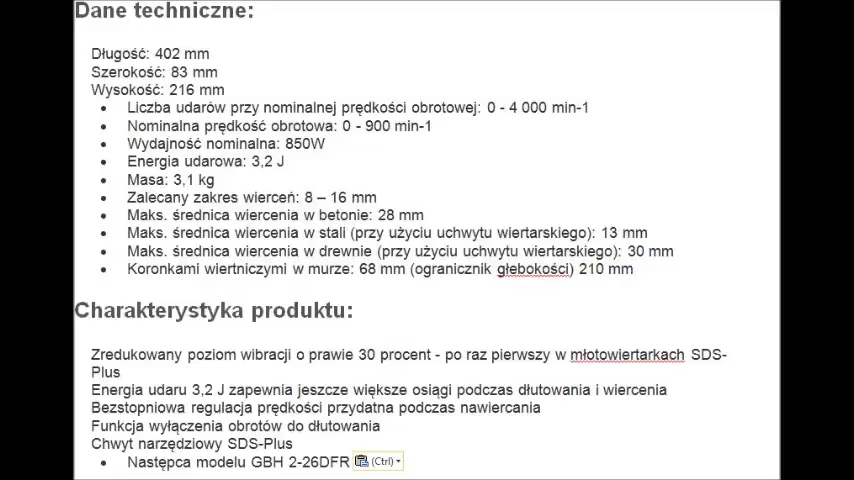 Dane techniczne:
Długość: 402 mm
Szerokość: 83 mm
Wysokość: 216 mm
• Liczba udarów przy nominalnej prędkości obrotowej: 0 - 4 000 min-1
• Nominalna prędkość obrotowa: 0 - 900 min-1
• Wydajność nominalna: 850W
• Energia udarowa: 3,2 J
• Masa: 3,1 kg
• Zalecany zakres wierceń: 8 – 16 mm
• Maks. średnica wiercenia w betonie: 28 mm
• Maks. średnica wiercenia w stali (przy użyciu uchwytu wiertarskiego): 13 mm
• Maks. średnica wiercenia w drewnie (przy użyciu uchwytu wiertarskiego): 30 mm
• Koronkami wiertniczymi w murze: 68 mm (ogranicznik głebokości) 210 mm
Charakterystyka produktu:
Zredukowany poziom wibracji o prawie 30 procent - po raz pierwszy w młotowiertarkach SDS-
Plus
Energia udaru 3,2 J zapewnia jeszcze większe osiągi podczas dłutowania i wiercenia
Bezstopniowa regulacja prędkości przydatna podczas nawiercania
Funkcja wyłączenia obrotów do dłutowania
Chwyt narzędziowy SDS-Plus
• Następca modelu GBH 2-26DFR (Ctrl)